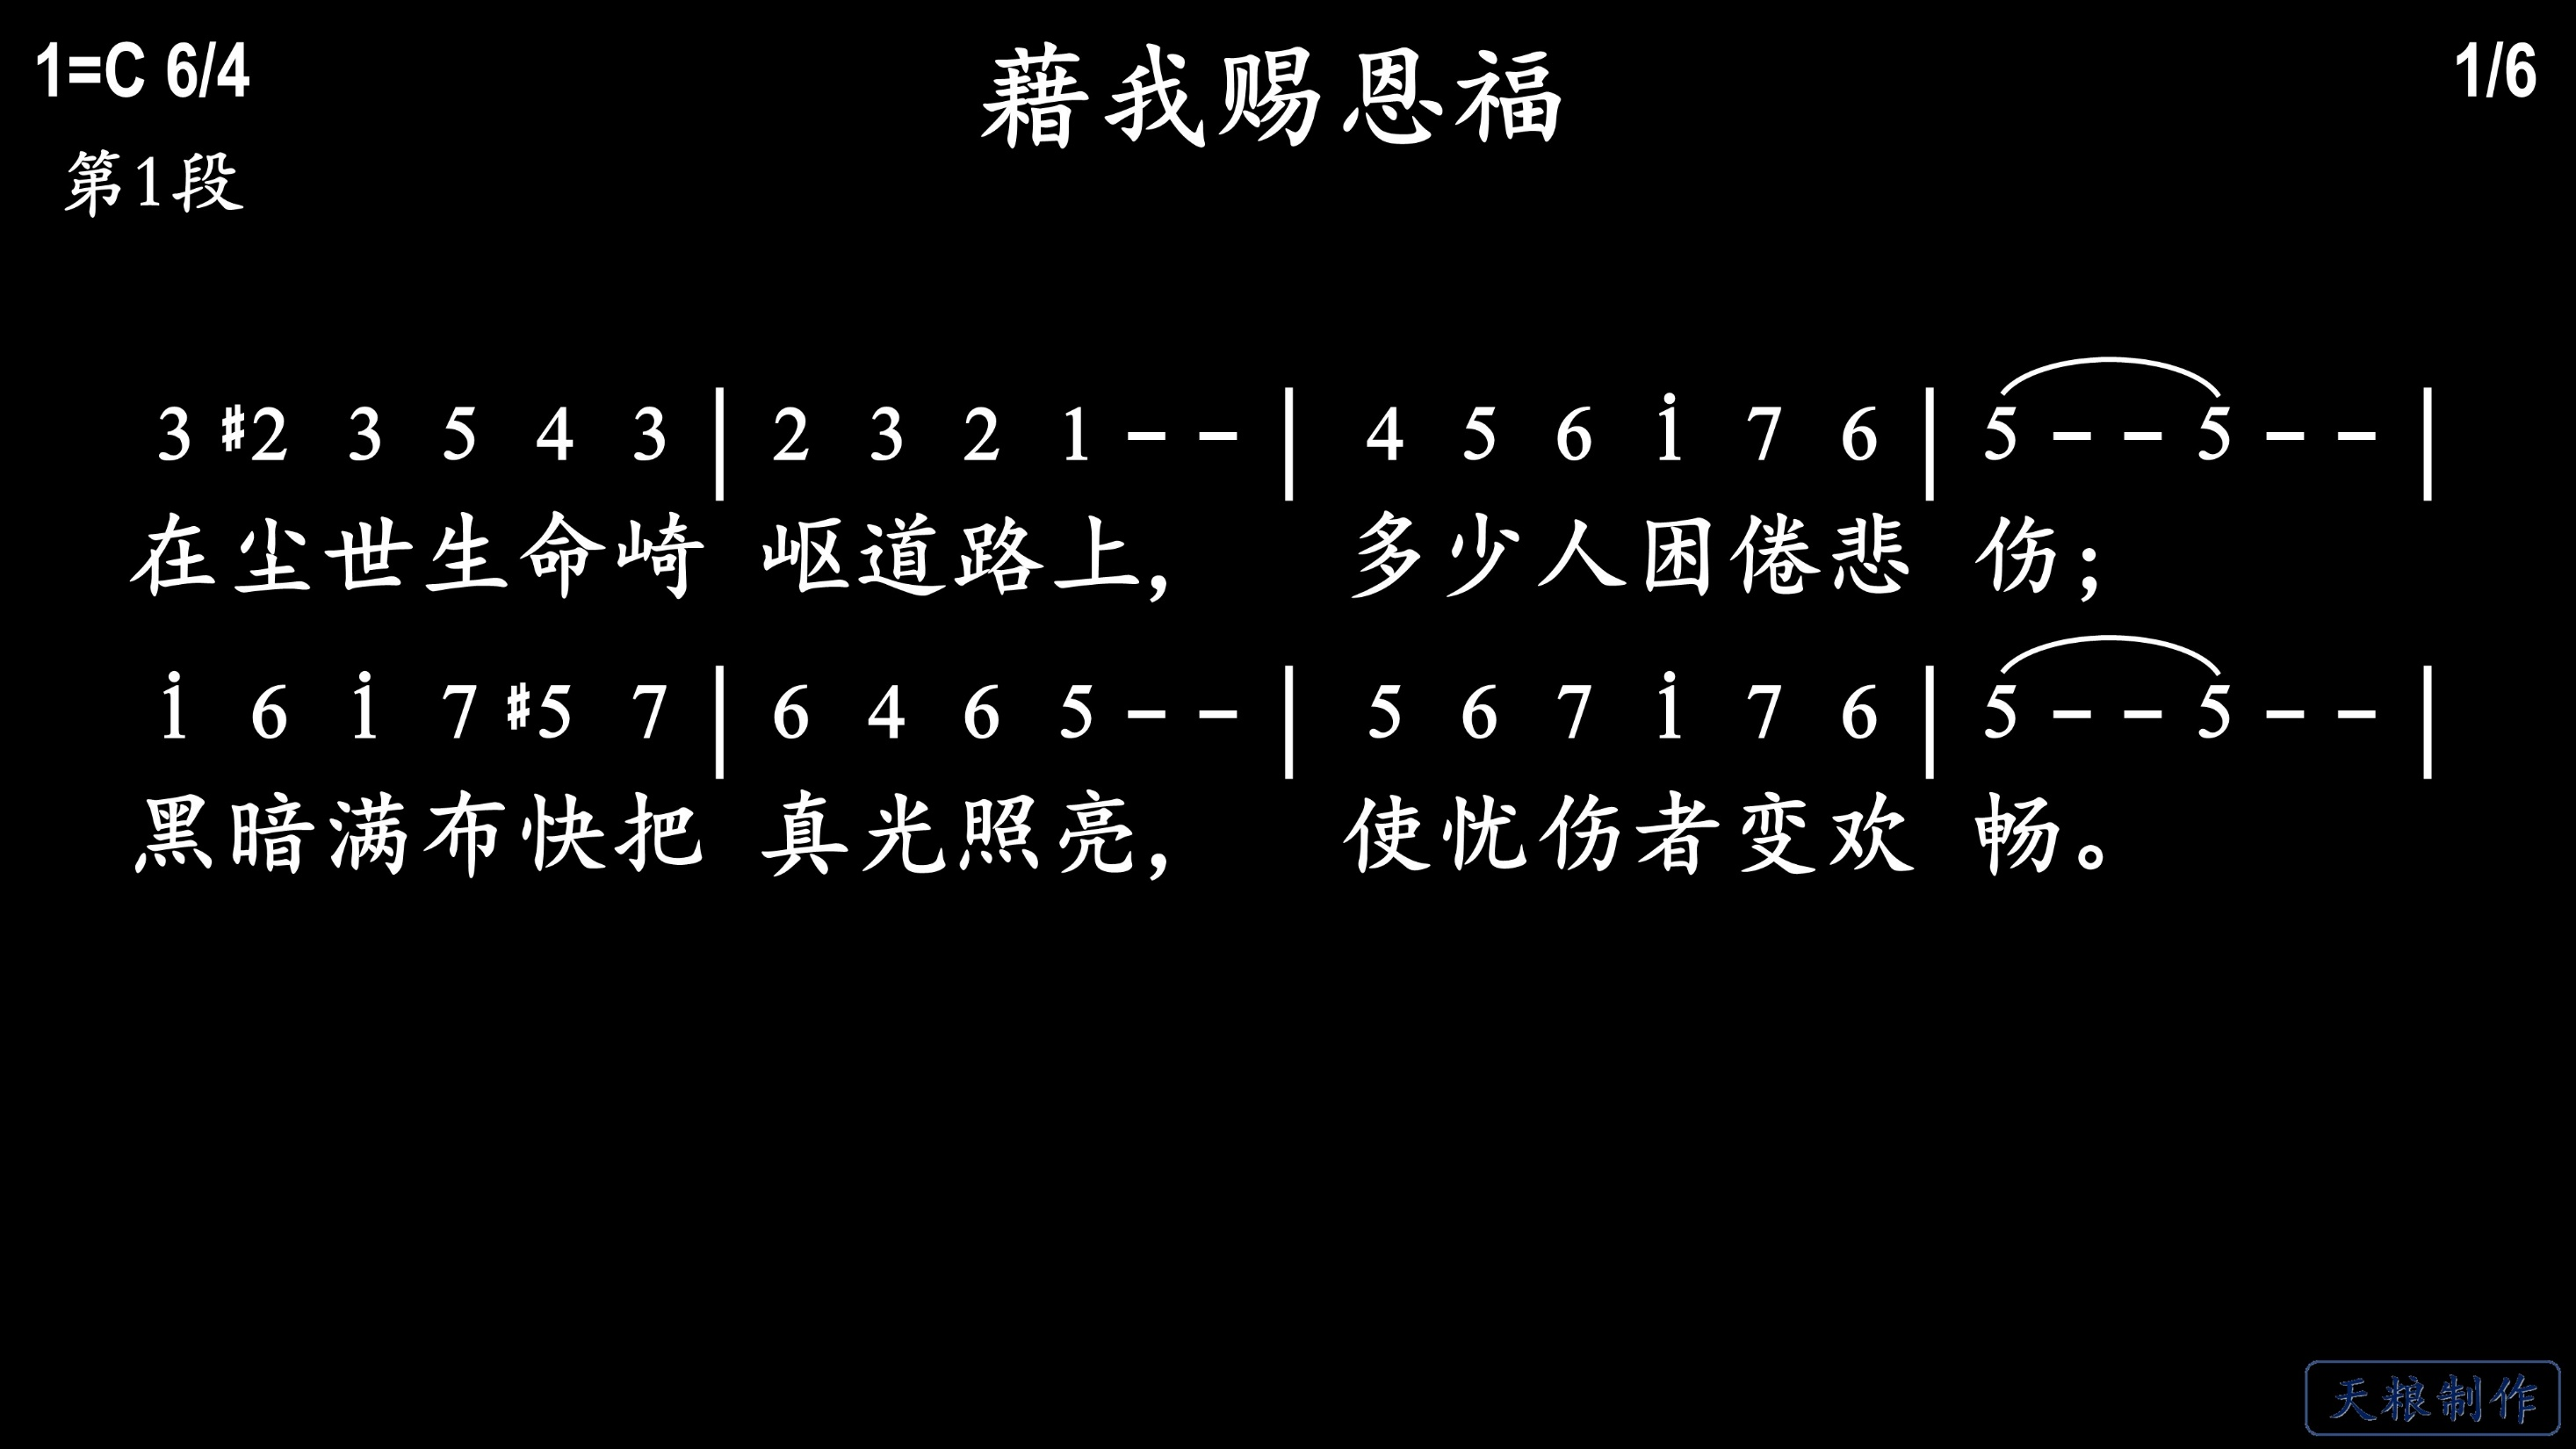 1=C 6/4
藉我赐恩福
1/6
第1段
3 #2 3 5 4 3 | 2 3 2 1 – – | 4 5 6 i 7 6 | 5 – – 5 – – |
在尘世生命崎 岖道路上， 多少人困倦悲 伤；
i 6 i 7 #5 7 | 6 4 6 5 – – | 5 6 7 i 7 6 | 5 – – 5 – – |
黑暗满布快把 真光照亮， 使忧伤者变欢 畅。
天粮制作